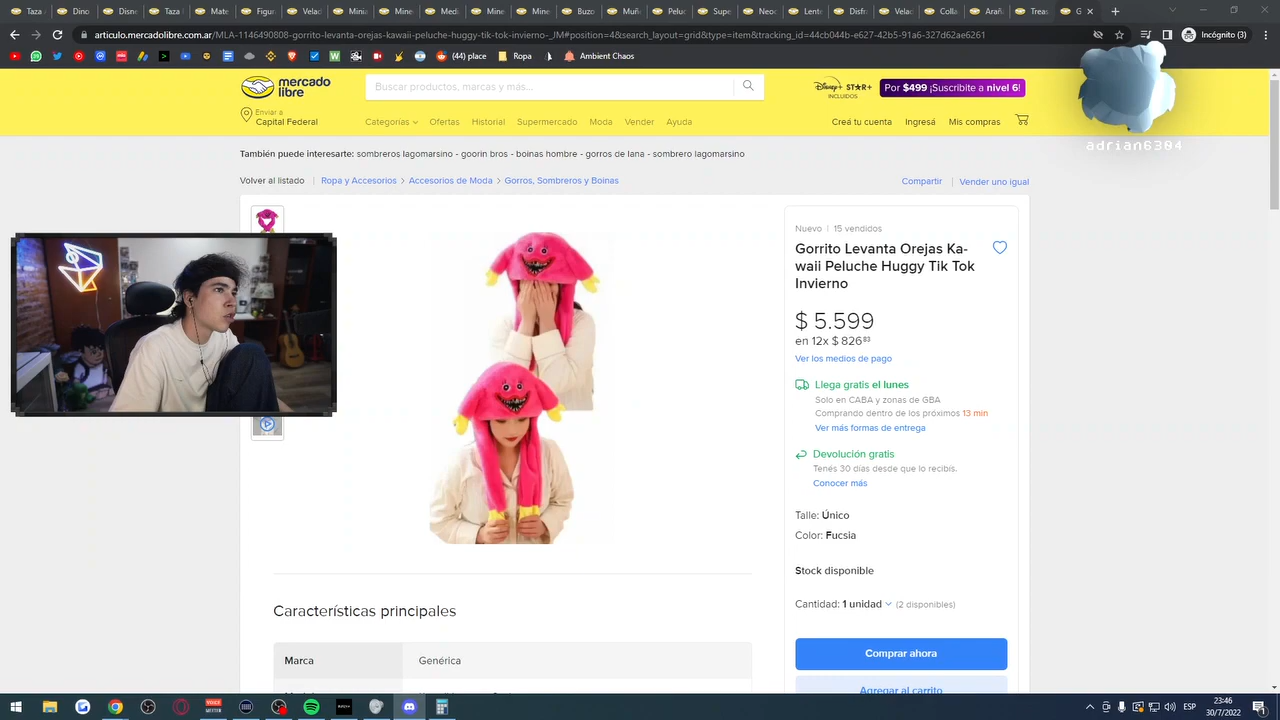 Taza
articulo.mercadolibre.com.ar/MLA-1146490808-gorrito-levanta-orejas-kawaii-peluche-huggy-tik-tok-invierno-_JM#position=4&search_layout=grid&type=item&tracking_id=44cb044b-e627-42b5-91a6-327d62ae6261
Incógnito (3)
(44) place
Ropa
Ambient Chaos
mercado
libre
Buscar productos, marcas y más...
Disney+ STAR+
INCLUIDOS
Por $499 ¡Suscribite a nivel 6!
Enviar a
Capital Federal
Categorías
Ofertas
Historial
Supermercado
Moda
Vender
Ayuda
Creá tu cuenta
Ingresá
Mis compras
adrian6304
También puede interesarte: sombreros lagomarsino - goorin bros - boinas hombre - gorros de lana - sombrero lagomarsino
Volver al listado
Ropa y Accesorios
Accesorios de Moda
Gorros, Sombreros y Boinas
Compartir
Vender uno igual
Nuevo | 15 vendidos
Gorrito Levanta Orejas Ka-
waii Peluche Huggy Tik Tok
Invierno
$ 5.599
en 12x $ 826 83
Ver los medios de pago
Llega gratis el lunes
Solo en CABA y zonas de GBA
Comprando dentro de los próximos 13 min
Ver más formas de entrega
Devolución gratis
Tenés 30 días desde que lo recibís.
Conocer más
Talle: Único
Color: Fucsia
Stock disponible
Cantidad: 1 unidad (2 disponibles)
Comprar ahora
Agregar al carrito
Características principales
Marca
Genérica
ESP
23:46
30/7/2022